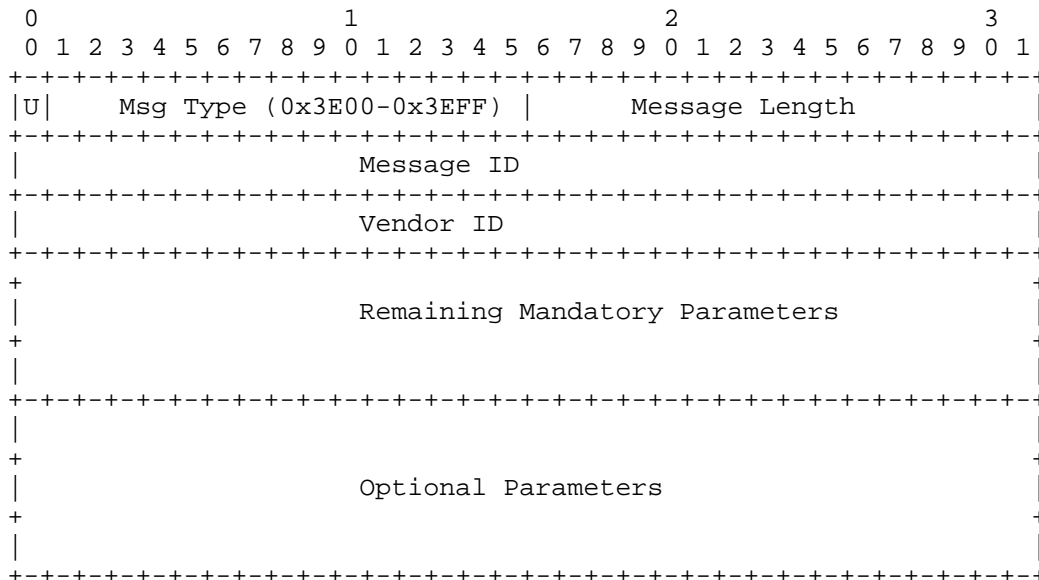 0                   1                   2                   3
 0 1 2 3 4 5 6 7 8 9 0 1 2 3 4 5 6 7 8 9 0 1 2 3 4 5 6 7 8 9 0 1
+-+-+-+-+-+-+-+-+-+-+-+-+-+-+-+-+-+-+-+-+-+-+-+-+-+-+-+-+-+-+-+-+
|U|    Msg Type (0x3E00-0x3EFF) |      Message Length           |
+-+-+-+-+-+-+-+-+-+-+-+-+-+-+-+-+-+-+-+-+-+-+-+-+-+-+-+-+-+-+-+-+
|                     Message ID                                |
+-+-+-+-+-+-+-+-+-+-+-+-+-+-+-+-+-+-+-+-+-+-+-+-+-+-+-+-+-+-+-+-+
|                     Vendor ID                                 |
+-+-+-+-+-+-+-+-+-+-+-+-+-+-+-+-+-+-+-+-+-+-+-+-+-+-+-+-+-+-+-+-+
+                                                               +
|                     Remaining Mandatory Parameters            |
+                                                               +
|                                                               |
+-+-+-+-+-+-+-+-+-+-+-+-+-+-+-+-+-+-+-+-+-+-+-+-+-+-+-+-+-+-+-+-+
|                                                               |
+                                                               +
|                     Optional Parameters                       |
+                                                               +
|                                                               |
+-+-+-+-+-+-+-+-+-+-+-+-+-+-+-+-+-+-+-+-+-+-+-+-+-+-+-+-+-+-+-+-+